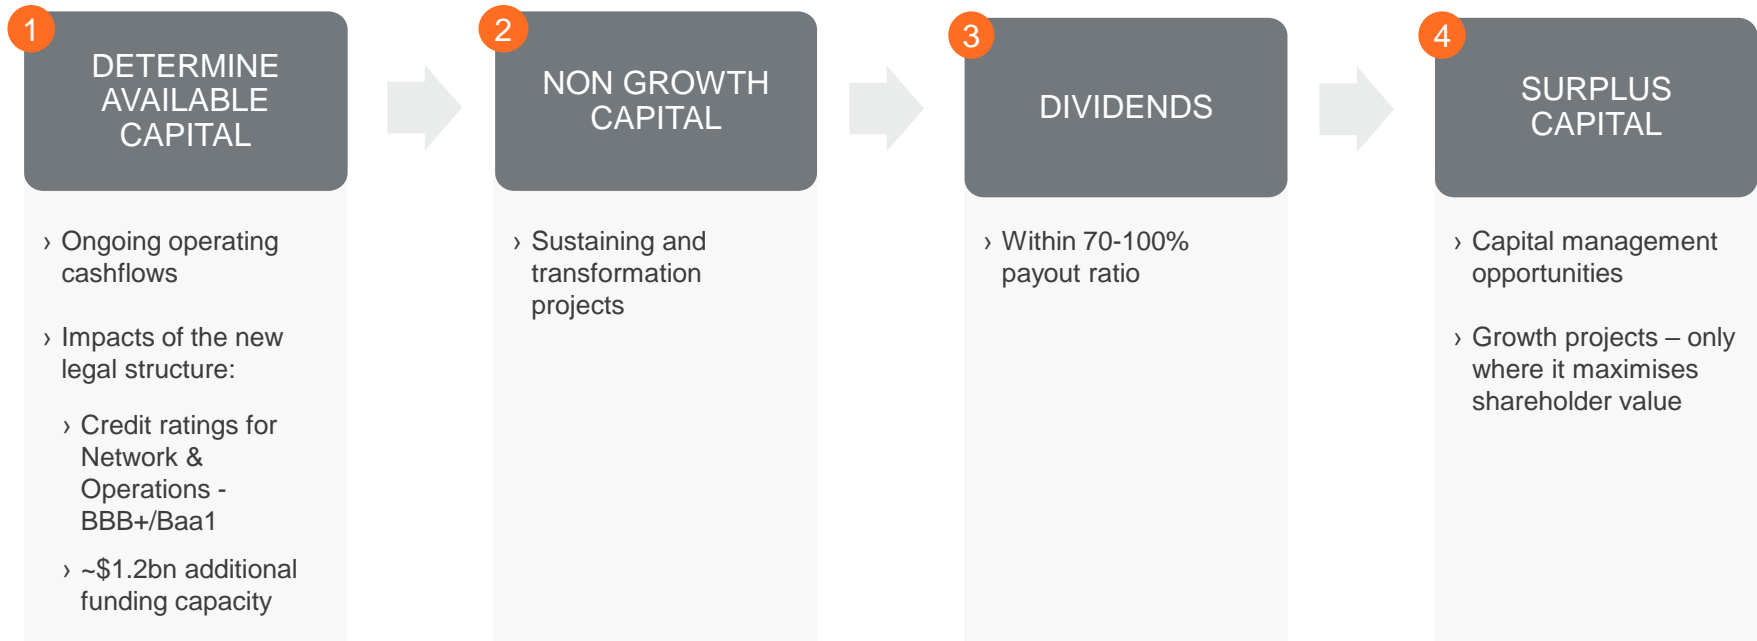 1
DETERMINE
AVAILABLE
CAPITAL
› Ongoing operating
cashflows
› Impacts of the new
legal structure:
› Credit ratings for
Network &
Operations -
BBB+/Baa1
› ~$1.2bn additional
funding capacity
2
NON GROWTH
CAPITAL
› Sustaining and
transformation
projects
3
DIVIDENDS
› Within 70-100%
payout ratio
4
SURPLUS
CAPITAL
› Capital management
opportunities
› Growth projects – only
where it maximises
shareholder value